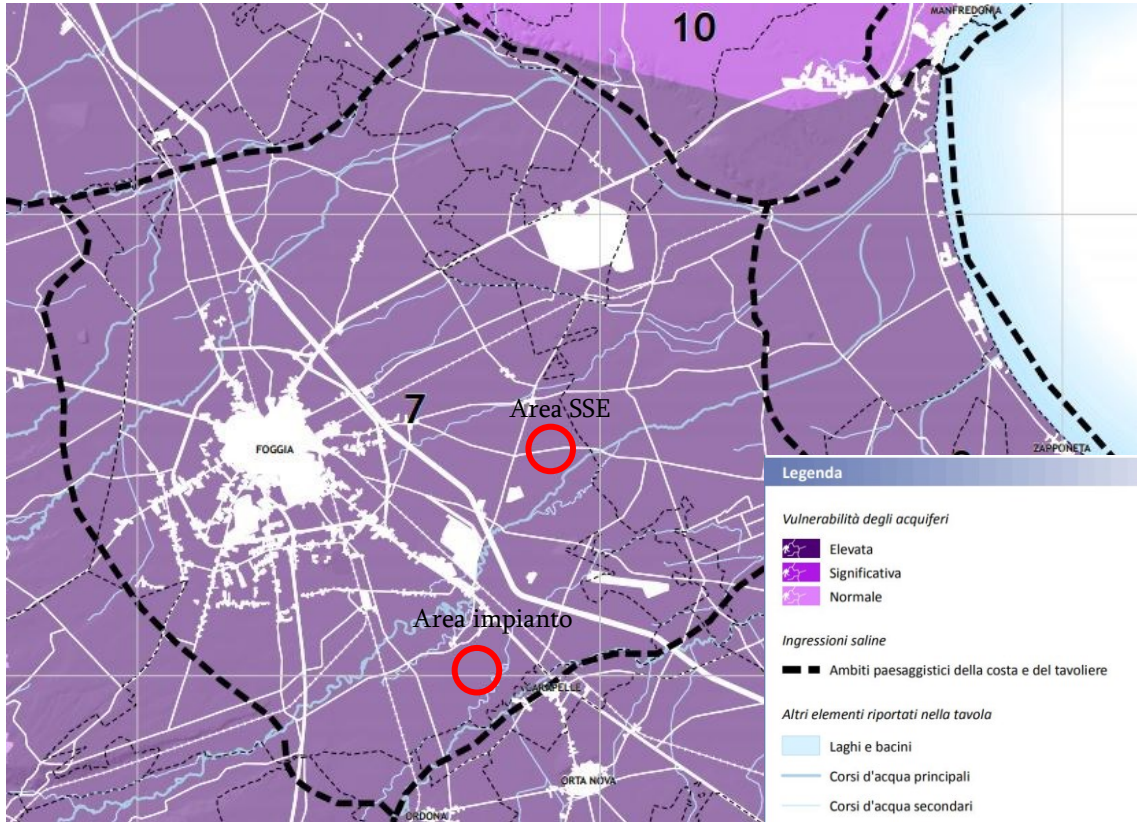 10
MANFREDONIA
7
Area SSE
FOGGIA
ZAPPONETA
Area impianto
CARAPELLE
ORTA NOVA
ORDONA
Legenda
Vulnerabilità degli acquiferi
Elevata
Significativa
Normale
Ingressioni saline
Ambiti paesaggistici della costa e del tavoliere
Altri elementi riportati nella tavola
Laghi e bacini
Corsi d'acqua principali
Corsi d'acqua secondari